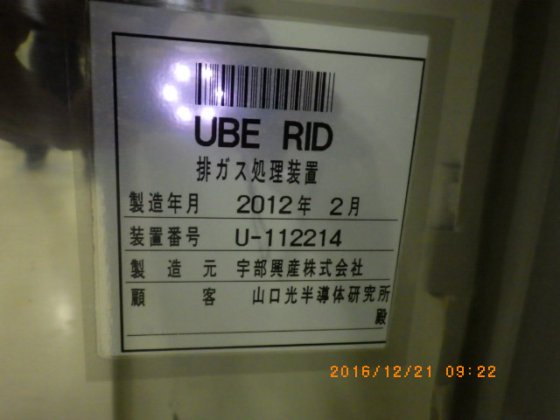 UBE RID
排ガス処理装置
製造年月 2012年 2月
装置番号 U-112214
製造元 宇部興産株式会社
顧客 山口光半導体研究所
殿
2016/12/21 09:22